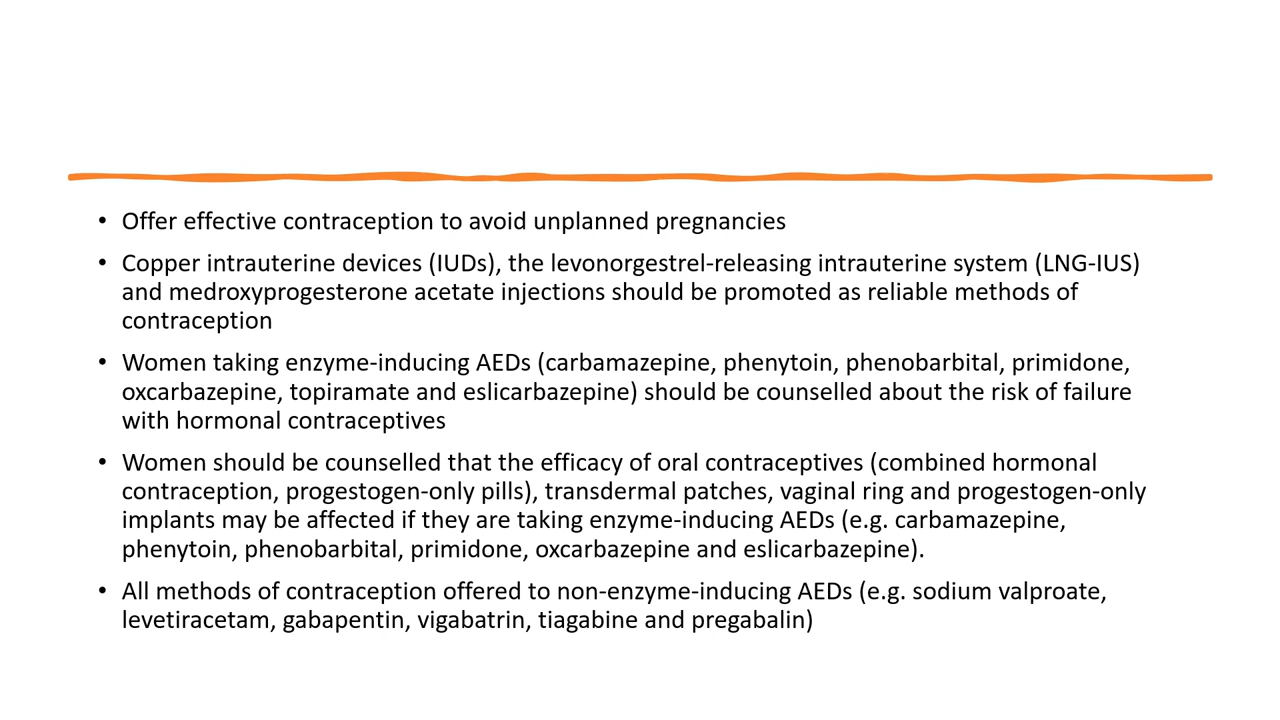 • Offer effective contraception to avoid unplanned pregnancies
• Copper intrauterine devices (IUDs), the levonorgestrel-releasing intrauterine system (LNG-IUS)
and medroxyprogesterone acetate injections should be promoted as reliable methods of
contraception
• Women taking enzyme-inducing AEDs (carbamazepine, phenytoin, phenobarbital, primidone,
oxcarbazepine, topiramate and eslicarbazepine) should be counselled about the risk of failure
with hormonal contraceptives
• Women should be counselled that the efficacy of oral contraceptives (combined hormonal
contraception, progestogen-only pills), transdermal patches, vaginal ring and progestogen-only
implants may be affected if they are taking enzyme-inducing AEDs (e.g. carbamazepine,
phenytoin, phenobarbital, primidone, oxcarbazepine and eslicarbazepine).
• All methods of contraception offered to non-enzyme-inducing AEDs (e.g. sodium valproate,
levetiracetam, gabapentin, vigabatrin, tiagabine and pregabalin)